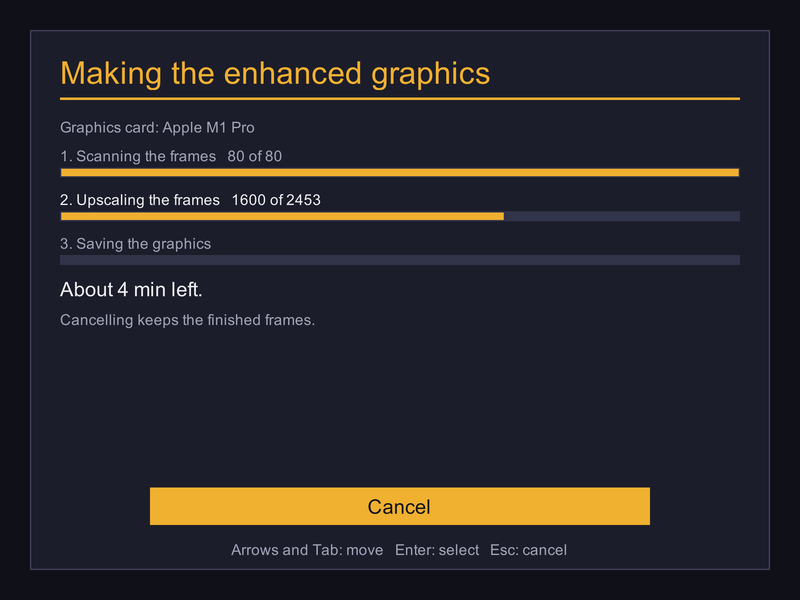 Making the enhanced graphics
Graphics card: Apple M1 Pro
1. Scanning the frames 80 of 80
2. Upscaling the frames 1600 of 2453
3. Saving the graphics
About 4 min left.
Cancelling keeps the finished frames.
Cancel
Arrows and Tab: move Enter: select Esc: cancel